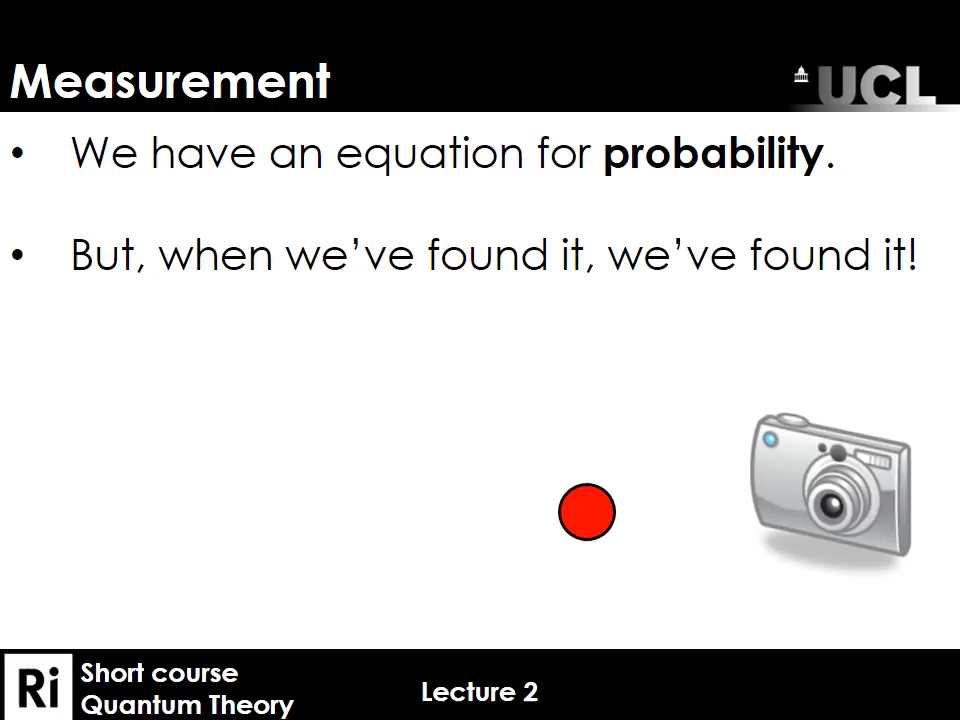 Measurement
UCL
• We have an equation for probability.
• But, when we’ve found it, we’ve found it!
Ri
Short course
Quantum Theory
Lecture 2